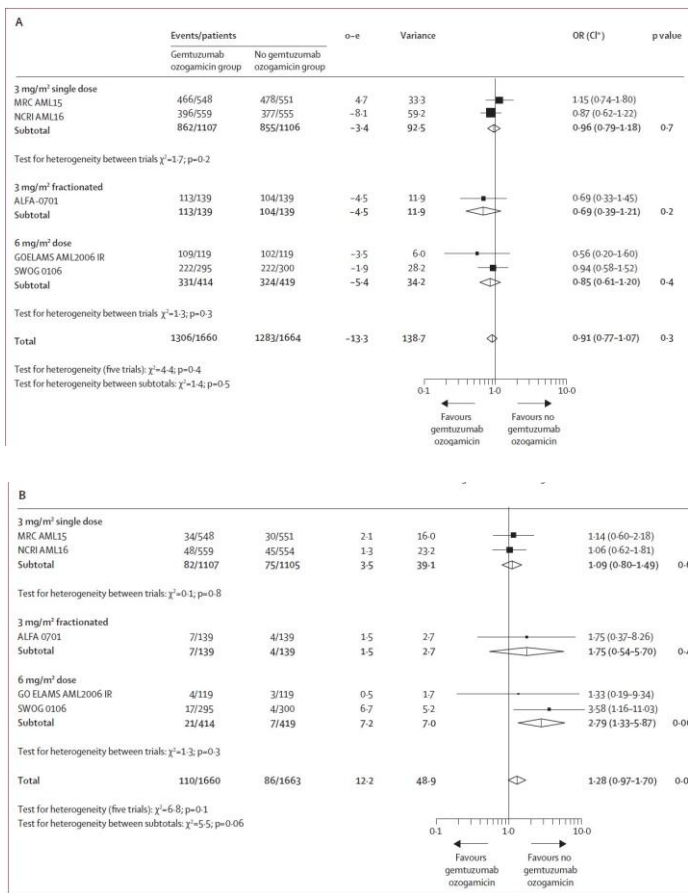 A
Events/patients o–e Variance OR (CI*) p value
Gemtuzumab No gemtuzumab
ozogamicin group ozogamicin group
3 mg/m² single dose
MRC AML15 466/548 478/551 4·7 33·3 1·15 (0·74–1·80)
NCRI AML16 396/559 377/555 –8·1 59·2 0·87 (0·62–1·22)
Subtotal 862/1107 855/1106 –3·4 92·5 0·96 (0·79–1·18) 0·7
Test for heterogeneity between trials χ²=1·7; p=0·2
3 mg/m² fractionated
ALFA-0701 113/139 104/139 –4·5 11·9 0·69 (0·33–1·45)
Subtotal 113/139 104/139 –4·5 11·9 0·69 (0·39–1·21) 0·2
6 mg/m² dose
GOELAMS AML2006 IR 109/119 102/119 –3·5 6·0 0·56 (0·20–1·60)
SWOG 0106 222/295 222/300 –1·9 28·2 0·94 (0·58–1·52)
Subtotal 331/414 324/419 –5·4 34·2 0·85 (0·61–1·20) 0·4
Test for heterogeneity between trials χ²=1·3; p=0·3
Total 1306/1660 1283/1664 –13·3 138·7 0·91 (0·77–1·07) 0·3
Test for heterogeneity (five trials): χ²=4·4; p=0·4
Test for heterogeneity between subtotals: χ²=1·4; p=0·5
0·1 1·0 10·0
Favours Favours no
gemtuzumab gemtuzumab
ozogamicin ozogamicin
B
3 mg/m² single dose
MRC AML15 34/548 30/551 2·1 16·0 1·14 (0·60–2·18)
NCRI AML16 48/559 45/554 1·3 23·2 1·06 (0·62–1·81)
Subtotal 82/1107 75/1105 3·5 39·1 1·09 (0·80–1·49)
Test for heterogeneity between trials: χ²=0·1; p=0·8
3 mg/m² fractionated
ALFA 0701 7/139 4/139 1·5 2·7 1·75 (0·37–8·26)
Subtotal 7/139 4/139 1·5 2·7 1·75 (0·54–5·70)
6 mg/m² dose
GO ELAMS AML2006 IR 4/119 3/119 0·5 1·7 1·33 (0·19–9·34)
SWOG 0106 17/295 4/300 6·7 5·2 3·58 (1·16–11·03)
Subtotal 21/414 7/419 7·2 7·0 2·79 (1·33–5·87)
Test for heterogeneity between trials: χ²=1·3; p=0·3
Total 110/1660 86/1663 12·2 48·9 1·28 (0·97–1·70)
Test for heterogeneity (five trials): χ²=6·8; p=0·1
Test for heterogeneity between subtotals: χ²=5·5; p=0·06
0·1 1·0 10·0
Favours Favours no
gemtuzumab gemtuzumab
ozogamicin ozogamicin